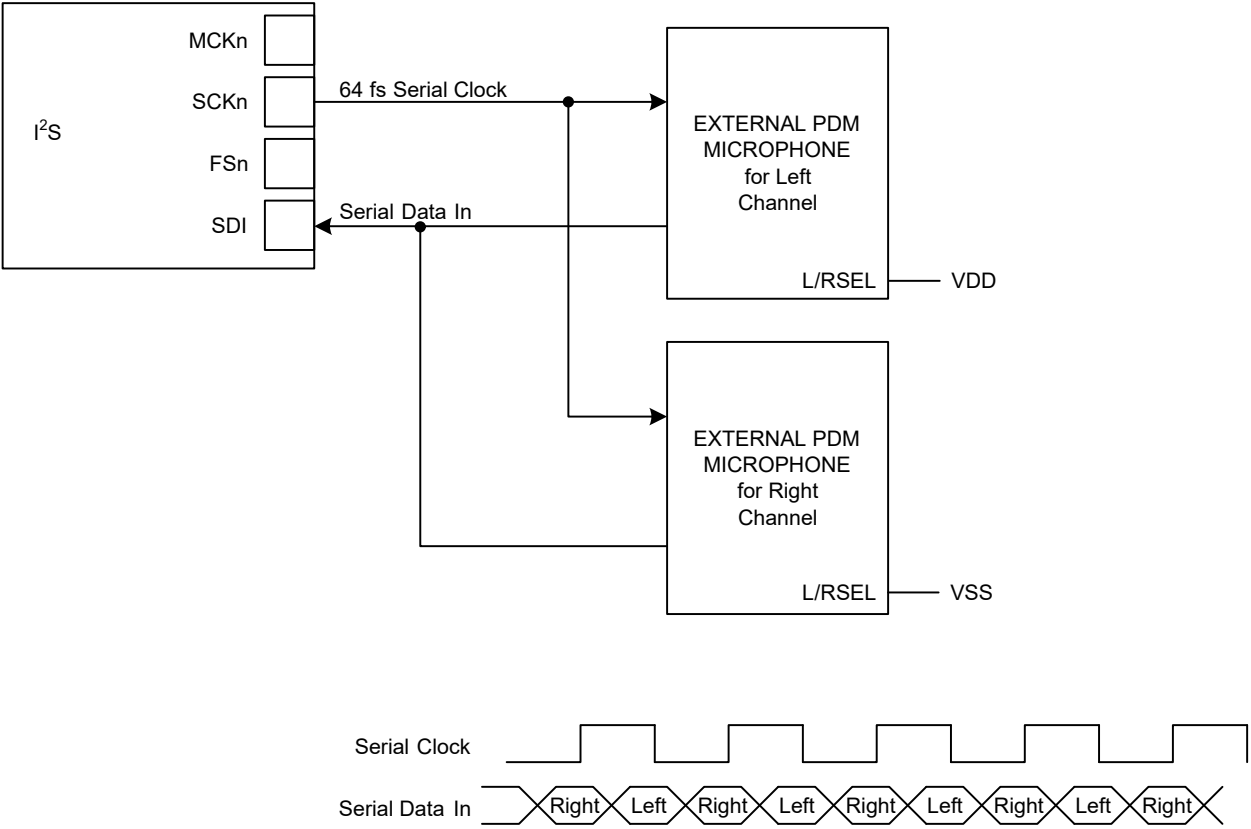 MCKn
SCKn
FSn
SDI
I²S
64 fs Serial Clock
Serial Data In
EXTERNAL PDM
MICROPHONE
for Left
Channel
L/RSEL
VDD
EXTERNAL PDM
MICROPHONE
for Right
Channel
L/RSEL
VSS
Serial Clock
Serial Data In Right Left Right Left Right Left Right Left Right